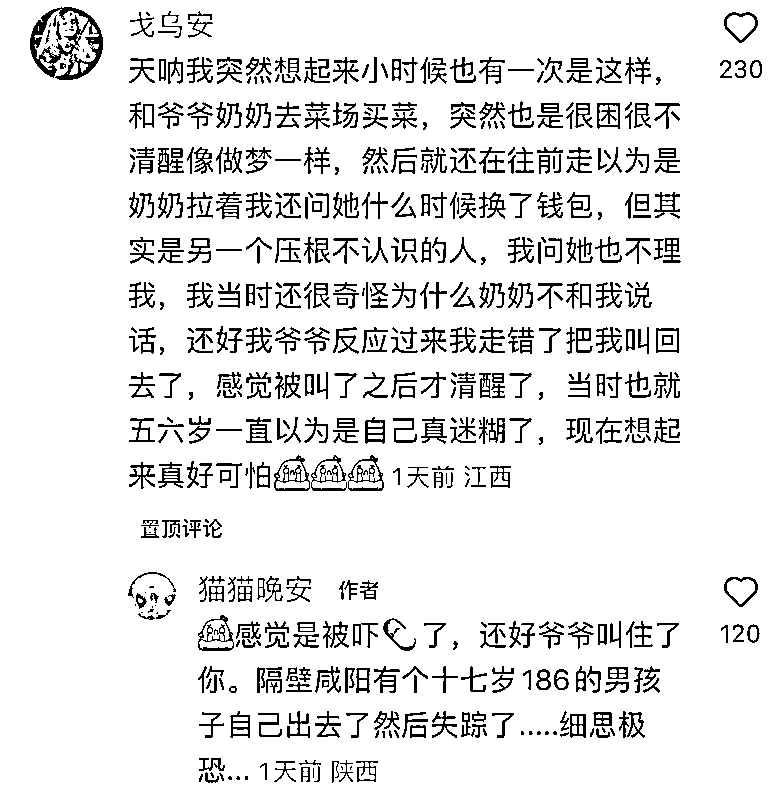 戈乌安
天呐我突然想起来小时候也有一次是这样，
230
和爷爷奶奶去菜场买菜，突然也是很困很不
清醒像做梦一样，然后就还在往前走以为是
奶奶拉着我还问她什么时候换了钱包，但其
实是另一个压根不认识的人，我问她也不理
我，我当时还很奇怪为什么奶奶不和我说
话，还好我爷爷反应过来我走错了把我叫回
去了，感觉被叫了之后才清醒了，当时也就
五六岁一直以为是自己真迷糊了，现在想起
来真好可怕 1天前 江西
置顶评论
猫猫晚安 作者
感觉是被吓了，还好爷爷叫住了
120
你。隔壁咸阳有个十七岁186的男孩
子自己出去了然后失踪了.....细思极
恐... 1天前 陕西